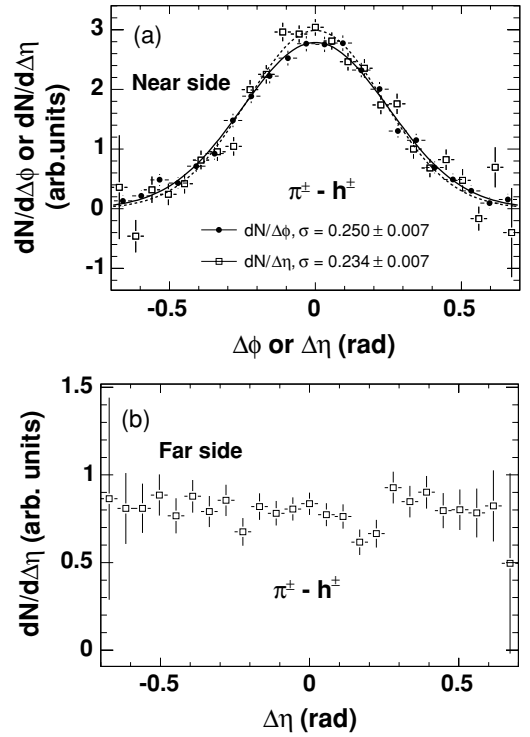 (a)
Near side
π± - h±
dN/Δϕ, σ = 0.250 ± 0.007
dN/Δη, σ = 0.234 ± 0.007
dN/dΔϕ or dN/dΔη
(arb.units)
3
2
1
0
-1
-0.5
0
0.5
Δϕ or Δη (rad)
(b)
Far side
π± - h±
dN/dΔη (arb. units)
1.5
1
0.5
0
-0.5
0
0.5
Δη (rad)